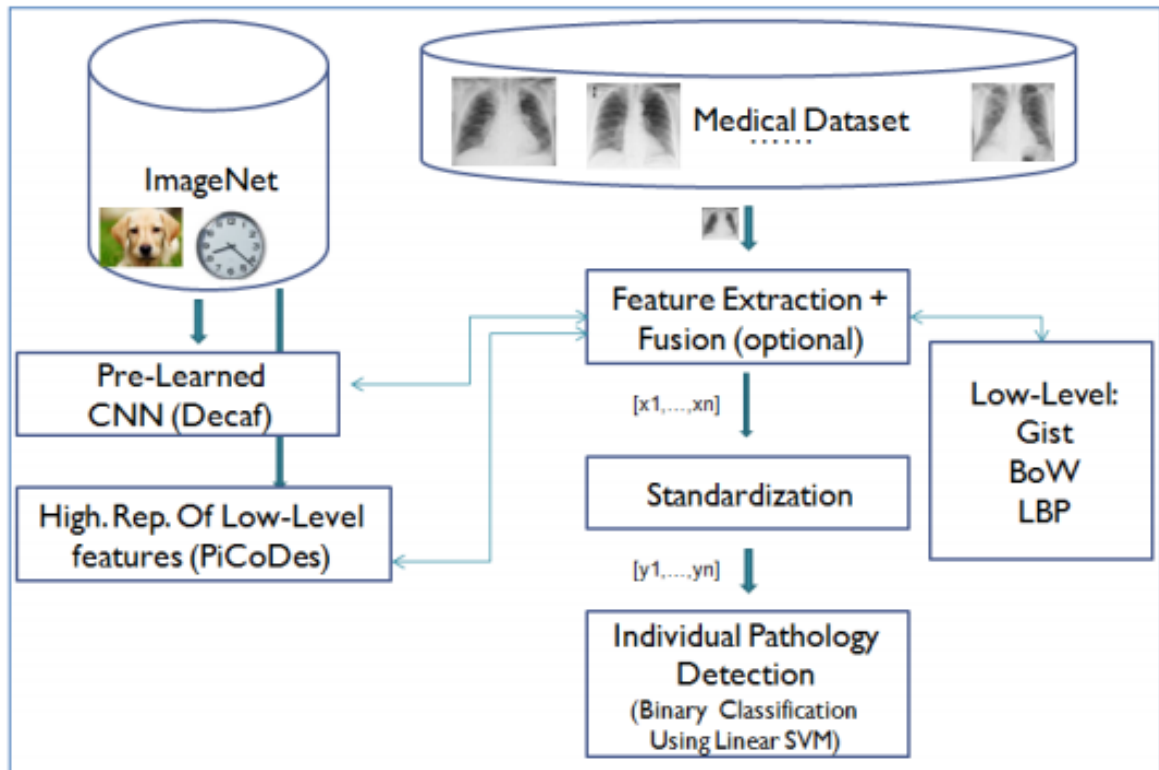 ImageNet
Medical Dataset
......
Pre-Learned
CNN (Decaf)
High. Rep. Of Low-Level
features (PiCoDes)
Feature Extraction +
Fusion (optional)
[x1,...,xn]
Standardization
[y1,...,yn]
Individual Pathology
Detection
(Binary Classification
Using Linear SVM)
Low-Level:
Gist
BoW
LBP